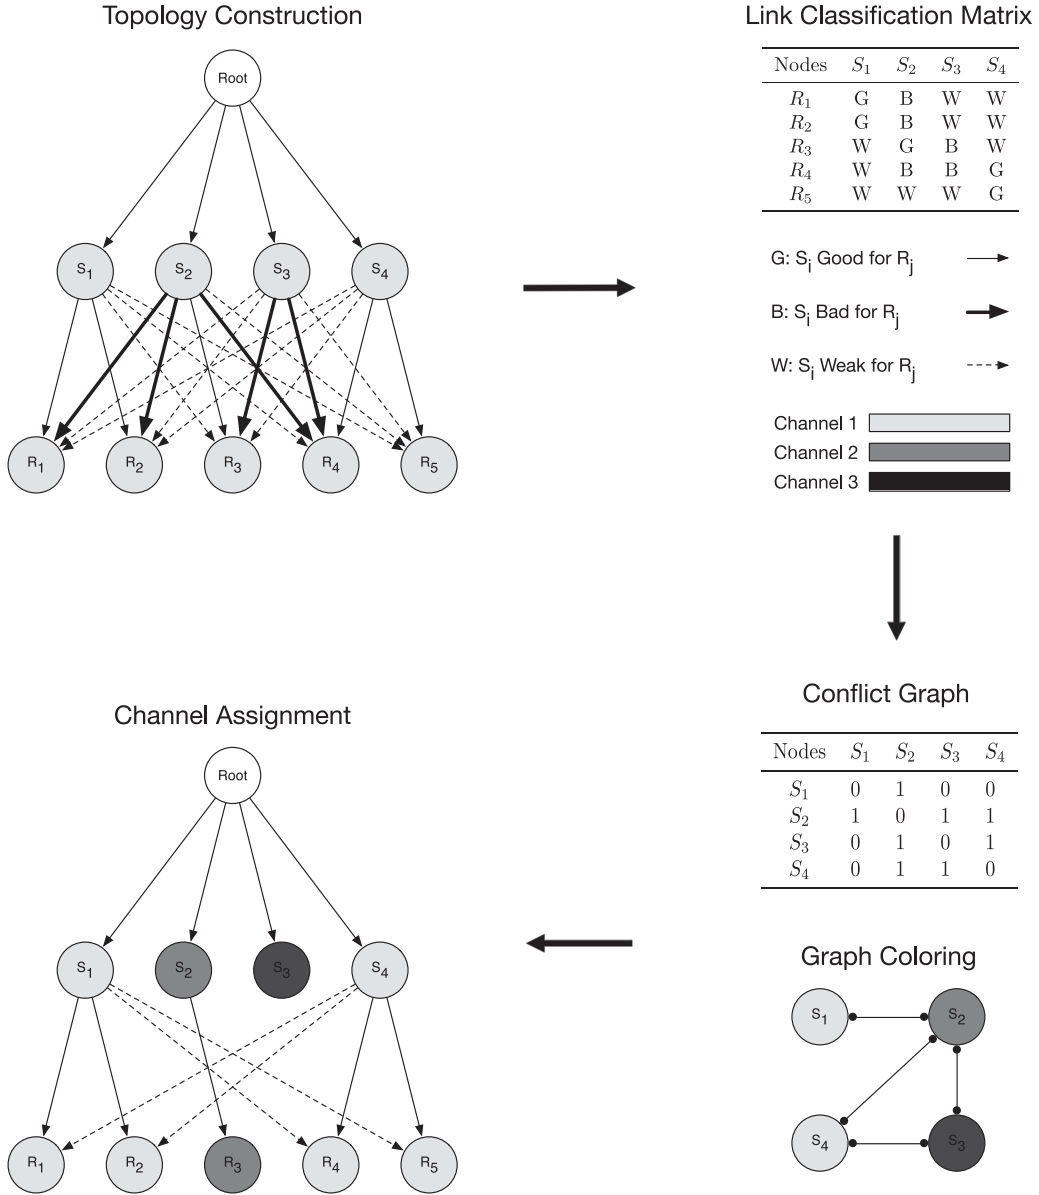 Topology Construction
Root
S1 S2 S3 S4
R1 R2 R3 R4 R5
Link Classification Matrix
Nodes S1 S2 S3 S4
R1 G B W W
R2 G B W W
R3 W G B W
R4 W B B G
R5 W W W G
G: Si Good for Rj
B: Si Bad for Rj
W: Si Weak for Rj
Channel 1
Channel 2
Channel 3
Conflict Graph
Nodes S1 S2 S3 S4
S1 0 1 0 0
S2 1 0 1 1
S3 0 1 0 1
S4 0 1 1 0
Graph Coloring
S1 S2
S4 S3
Channel Assignment
Root
S1 S2 S3 S4
R1 R2 R3 R4 R5